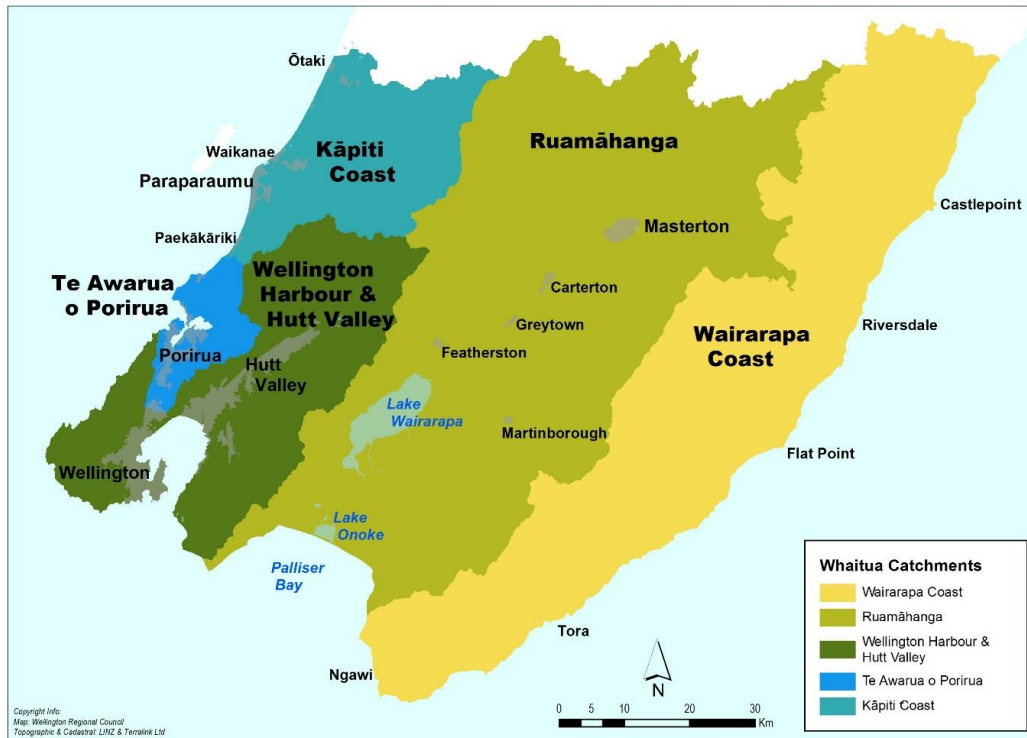 Ōtaki
Waikanae
Paraparaumu
Paekākāriki
Kāpiti
Coast
Ruamāhanga
Masterton
Castlepoint
Te Awarua
o Porirua
Wellington
Harbour &
Hutt Valley
Carterton
Greytown
Featherston
Riversdale
Wairarapa
Coast
Porirua
Hutt
Valley
Lake
Wairarapa
Martinborough
Flat Point
Wellington
Lake
Onoke
Palliser
Bay
Tora
Ngawi
N
0 5 10 20 30
Km
Whaitua Catchments
Wairarapa Coast
Ruamāhanga
Wellington Harbour &
Hutt Valley
Te Awarua o Porirua
Kāpiti Coast
Copyright Info:
Map: Wellington Regional Council
Topographic & Cadastral: LINZ & Terralink Ltd